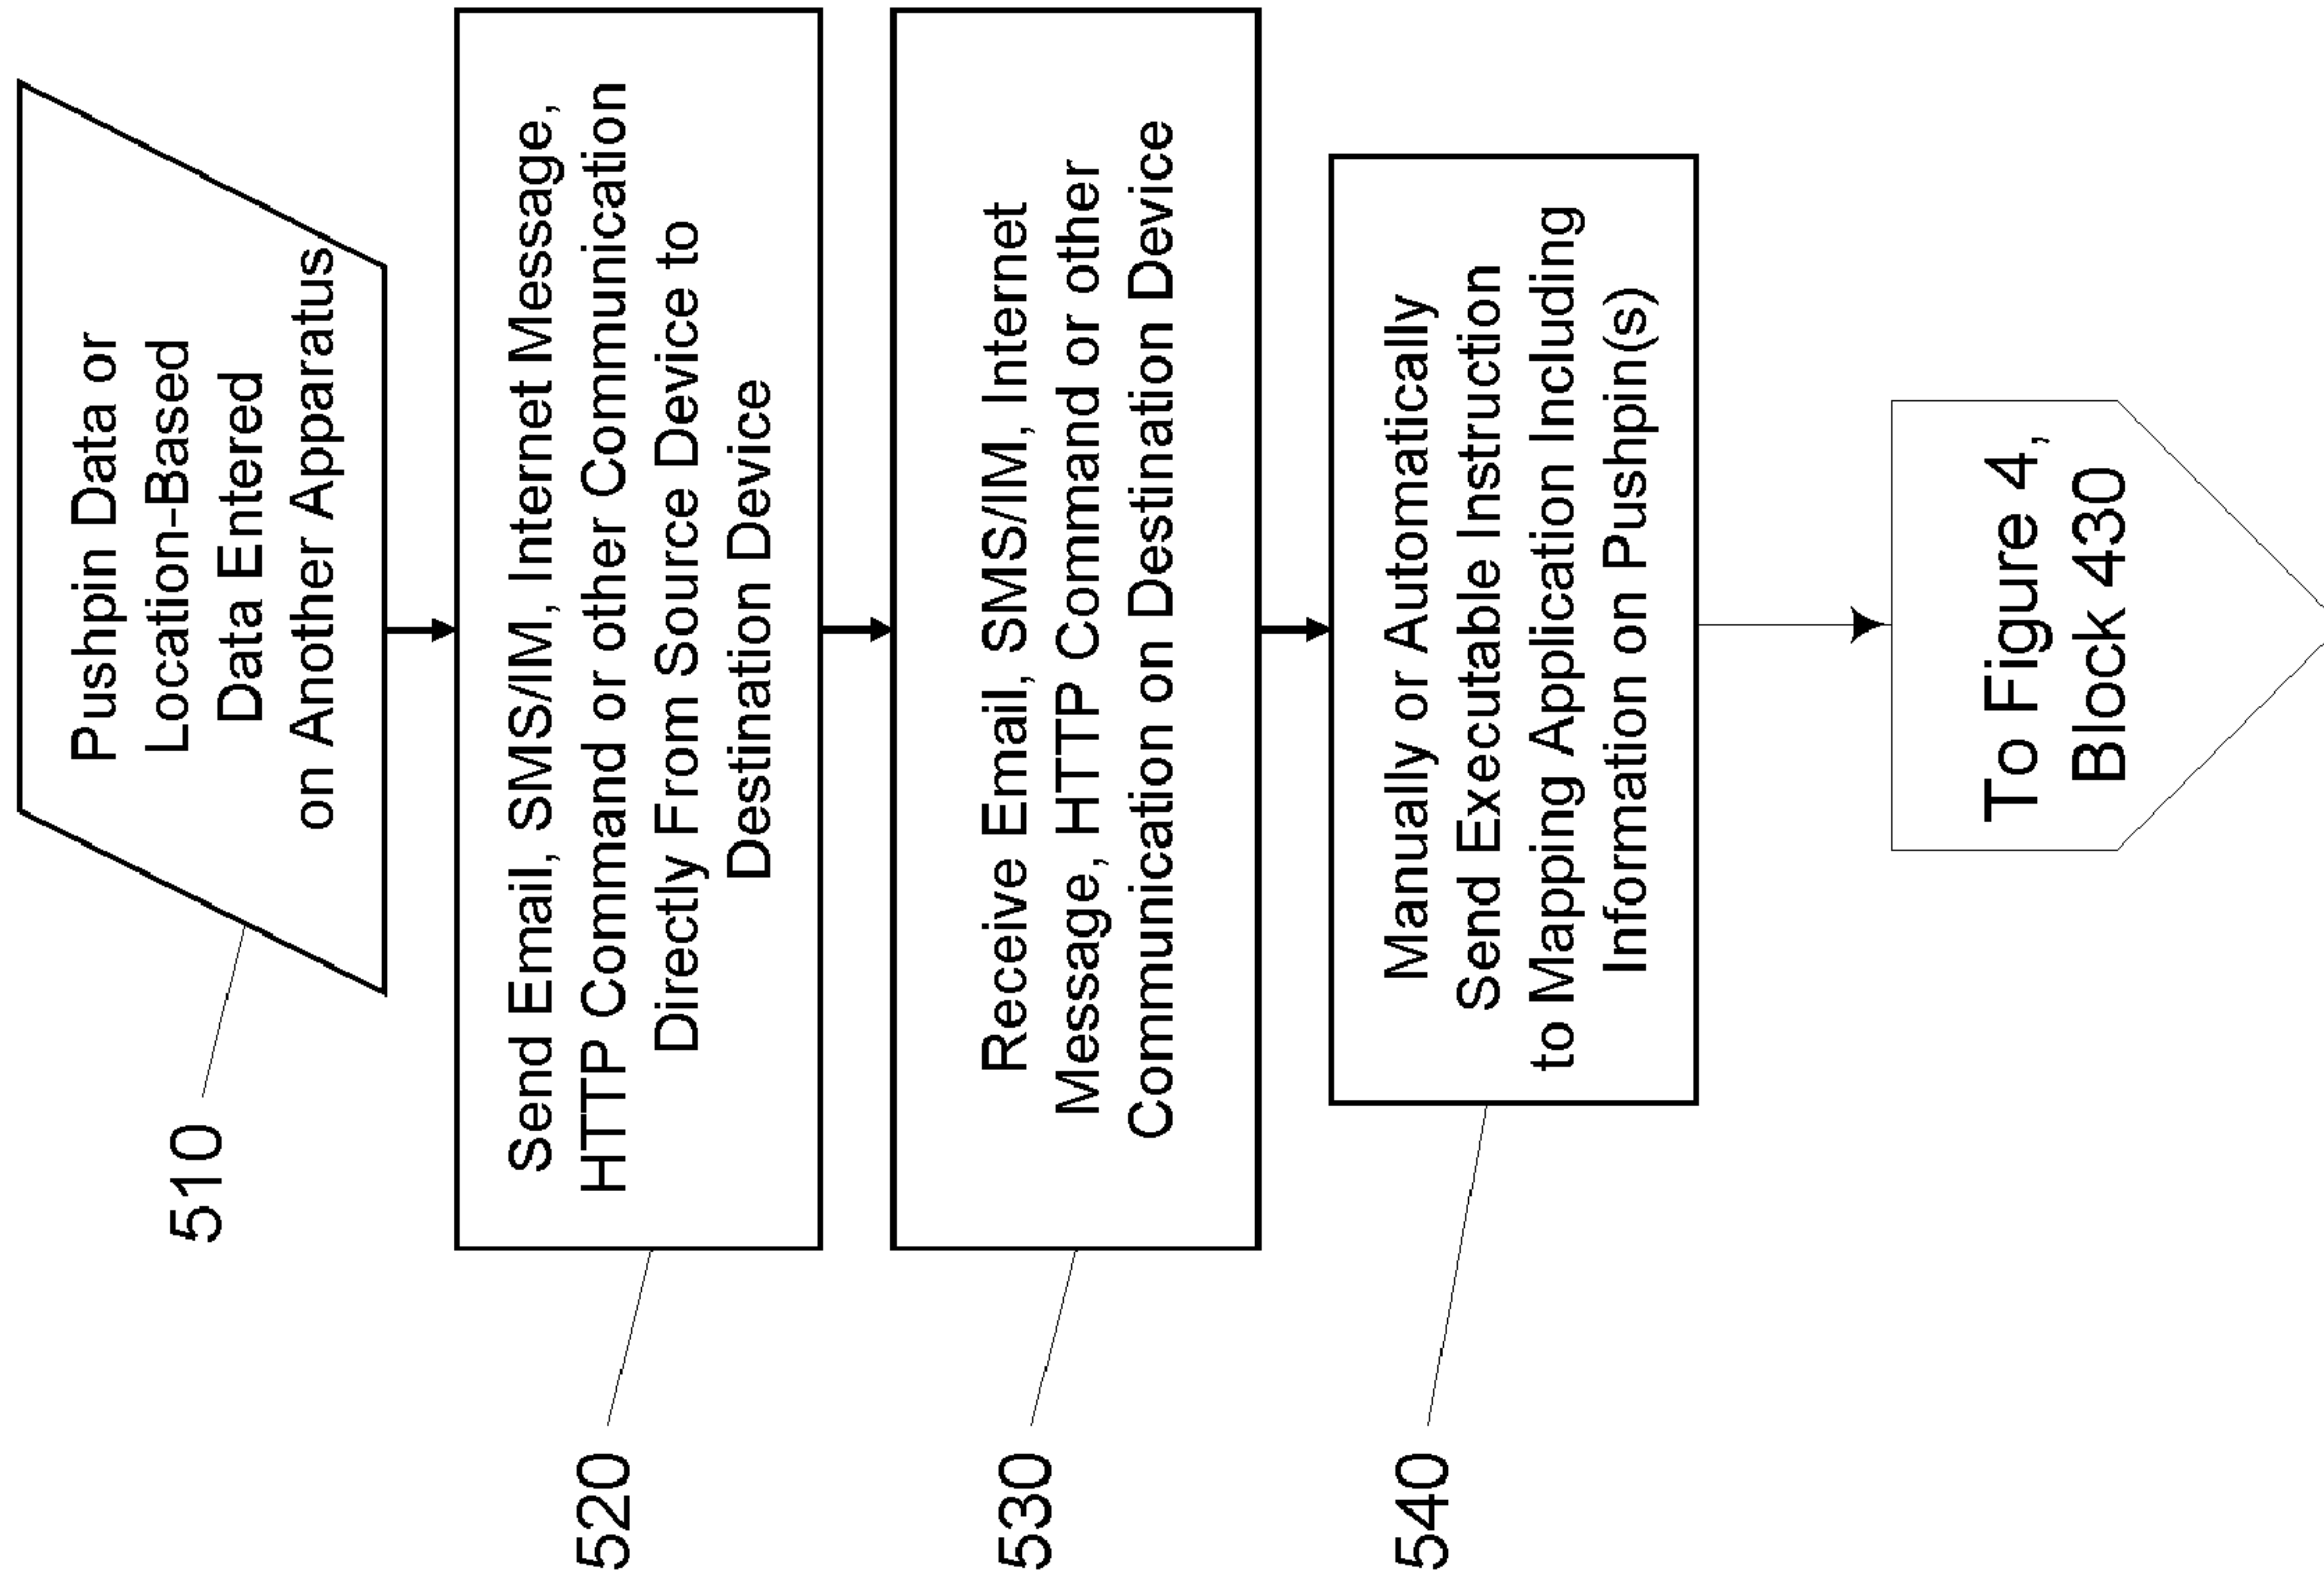 Pushpin Data or
Location-Based
Data Entered
on Another Apparatus
510
Send Email, SMS/IM, Internet Message,
HTTP Command or other Communication
Directly From Source Device to
Destination Device
520
Receive Email, SMS/IM, Internet
Message, HTTP Command or other
Communication on Destination Device
530
Manually or Automatically
Send Executable Instruction
to Mapping Application Including
Information on Pushpin(s)
540
To Figure 4,
Block 430